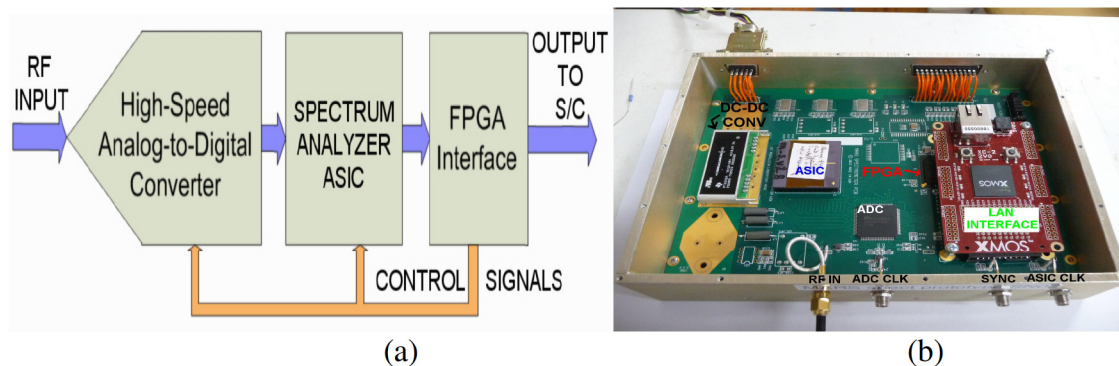 RF
INPUT
High-Speed
Analog-to-Digital
Converter
SPECTRUM
ANALYZER
ASIC
FPGA
Interface
OUTPUT
TO
S/C
CONTROL SIGNALS
(a)
DC-DC
CONV
ASIC
FPGA
ADC
SOWX
LAN
INTERFACE
XMOS
RF IN
ADC CLK
SYNC
ASIC CLK
(b)